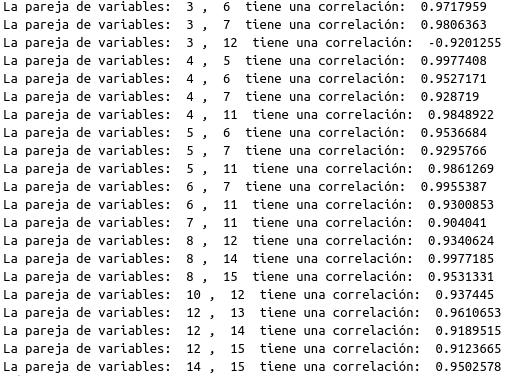 La pareja de variables:  3 ,  6  tiene una correlación:  0.9717959
La pareja de variables:  3 ,  7  tiene una correlación:  0.9806363
La pareja de variables:  3 ,  12  tiene una correlación:  -0.9201255
La pareja de variables:  4 ,  5  tiene una correlación:  0.9977408
La pareja de variables:  4 ,  6  tiene una correlación:  0.9527171
La pareja de variables:  4 ,  7  tiene una correlación:  0.928719
La pareja de variables:  4 ,  11  tiene una correlación:  0.9848922
La pareja de variables:  5 ,  6  tiene una correlación:  0.9536684
La pareja de variables:  5 ,  7  tiene una correlación:  0.9295766
La pareja de variables:  5 ,  11  tiene una correlación:  0.9861269
La pareja de variables:  6 ,  7  tiene una correlación:  0.9955387
La pareja de variables:  6 ,  11  tiene una correlación:  0.9300853
La pareja de variables:  7 ,  11  tiene una correlación:  0.904041
La pareja de variables:  8 ,  12  tiene una correlación:  0.9340624
La pareja de variables:  8 ,  14  tiene una correlación:  0.9977185
La pareja de variables:  8 ,  15  tiene una correlación:  0.9531331
La pareja de variables:  10 ,  12  tiene una correlación:  0.937445
La pareja de variables:  12 ,  13  tiene una correlación:  0.9610653
La pareja de variables:  12 ,  14  tiene una correlación:  0.9189515
La pareja de variables:  12 ,  15  tiene una correlación:  0.9123665
La pareja de variables:  14 ,  15  tiene una correlación:  0.9502578